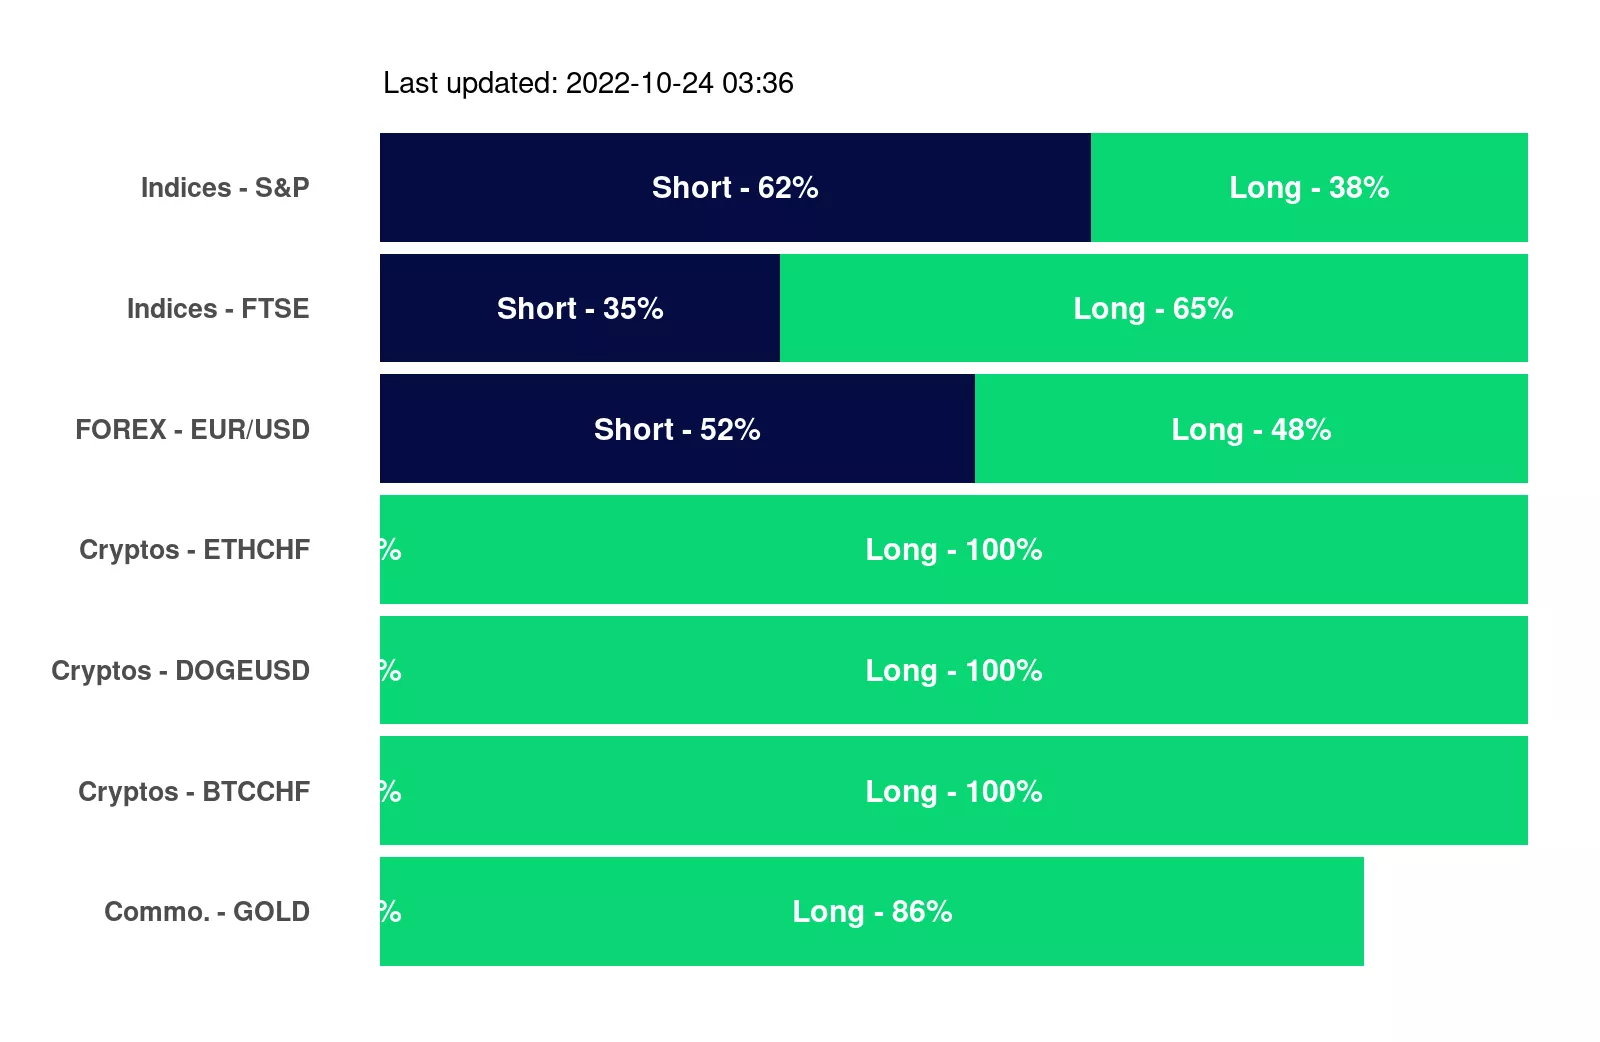 Last updated: 2022-10-24 03:36
Indices - S&P Short - 62% Long - 38%
Indices - FTSE Short - 35% Long - 65%
FOREX - EUR/USD Short - 52% Long - 48%
Cryptos - ETHCHF % Long - 100%
Cryptos - DOGEUSD % Long - 100%
Cryptos - BTCCHF % Long - 100%
Commo. - GOLD % Long - 86%